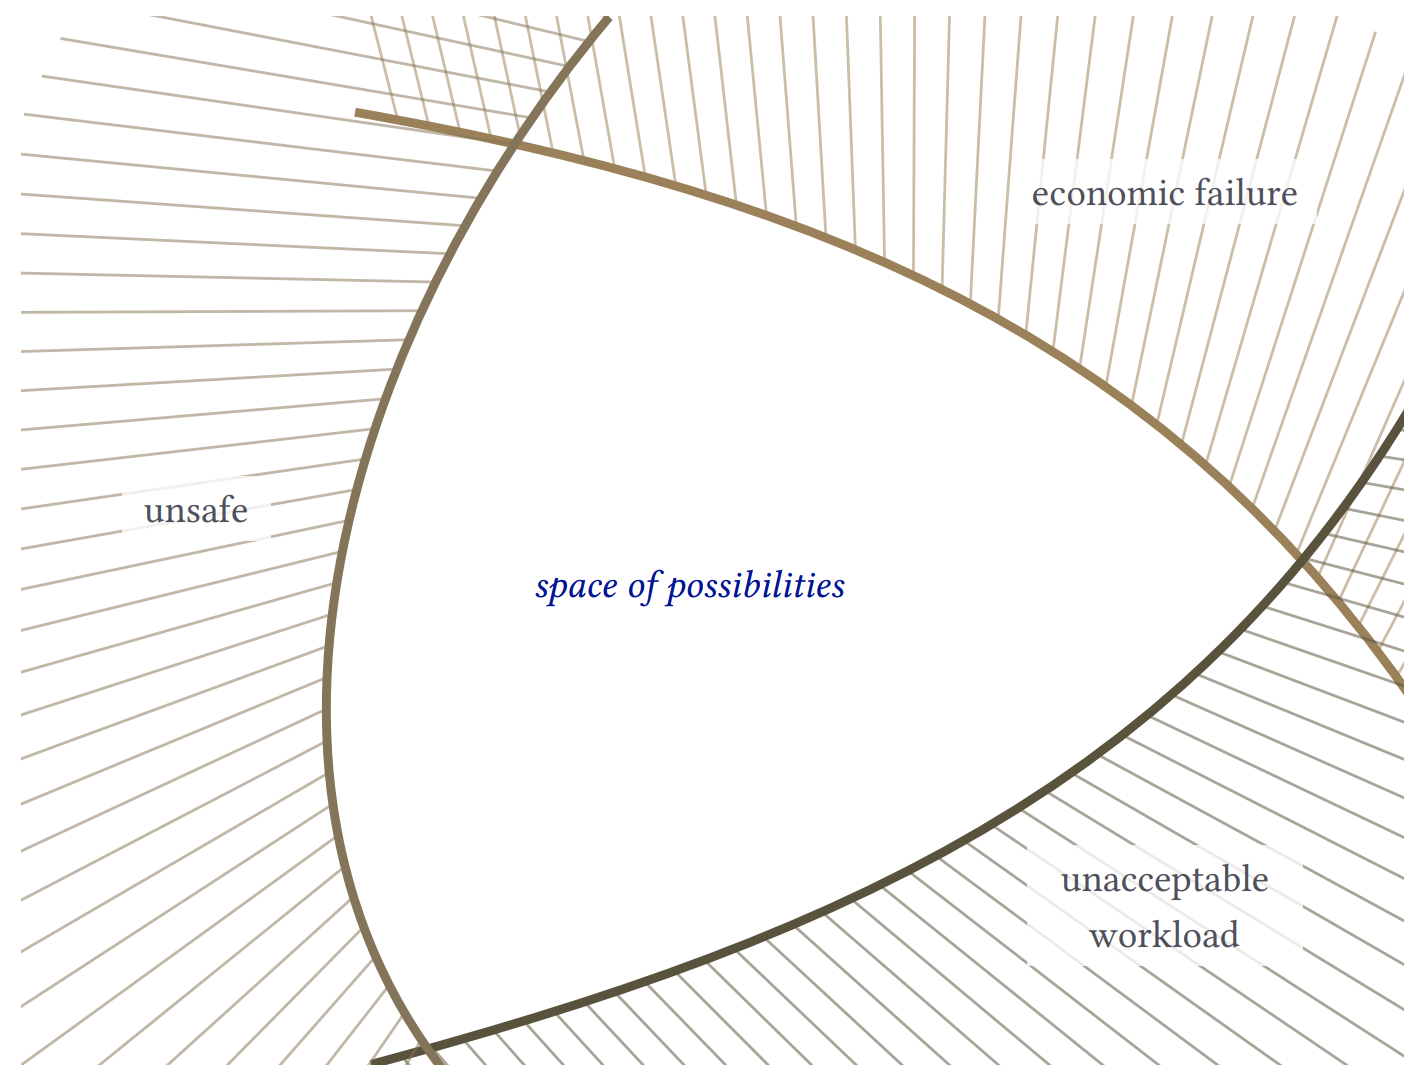 economic failure
unsafe
space of possibilities
unacceptable
workload